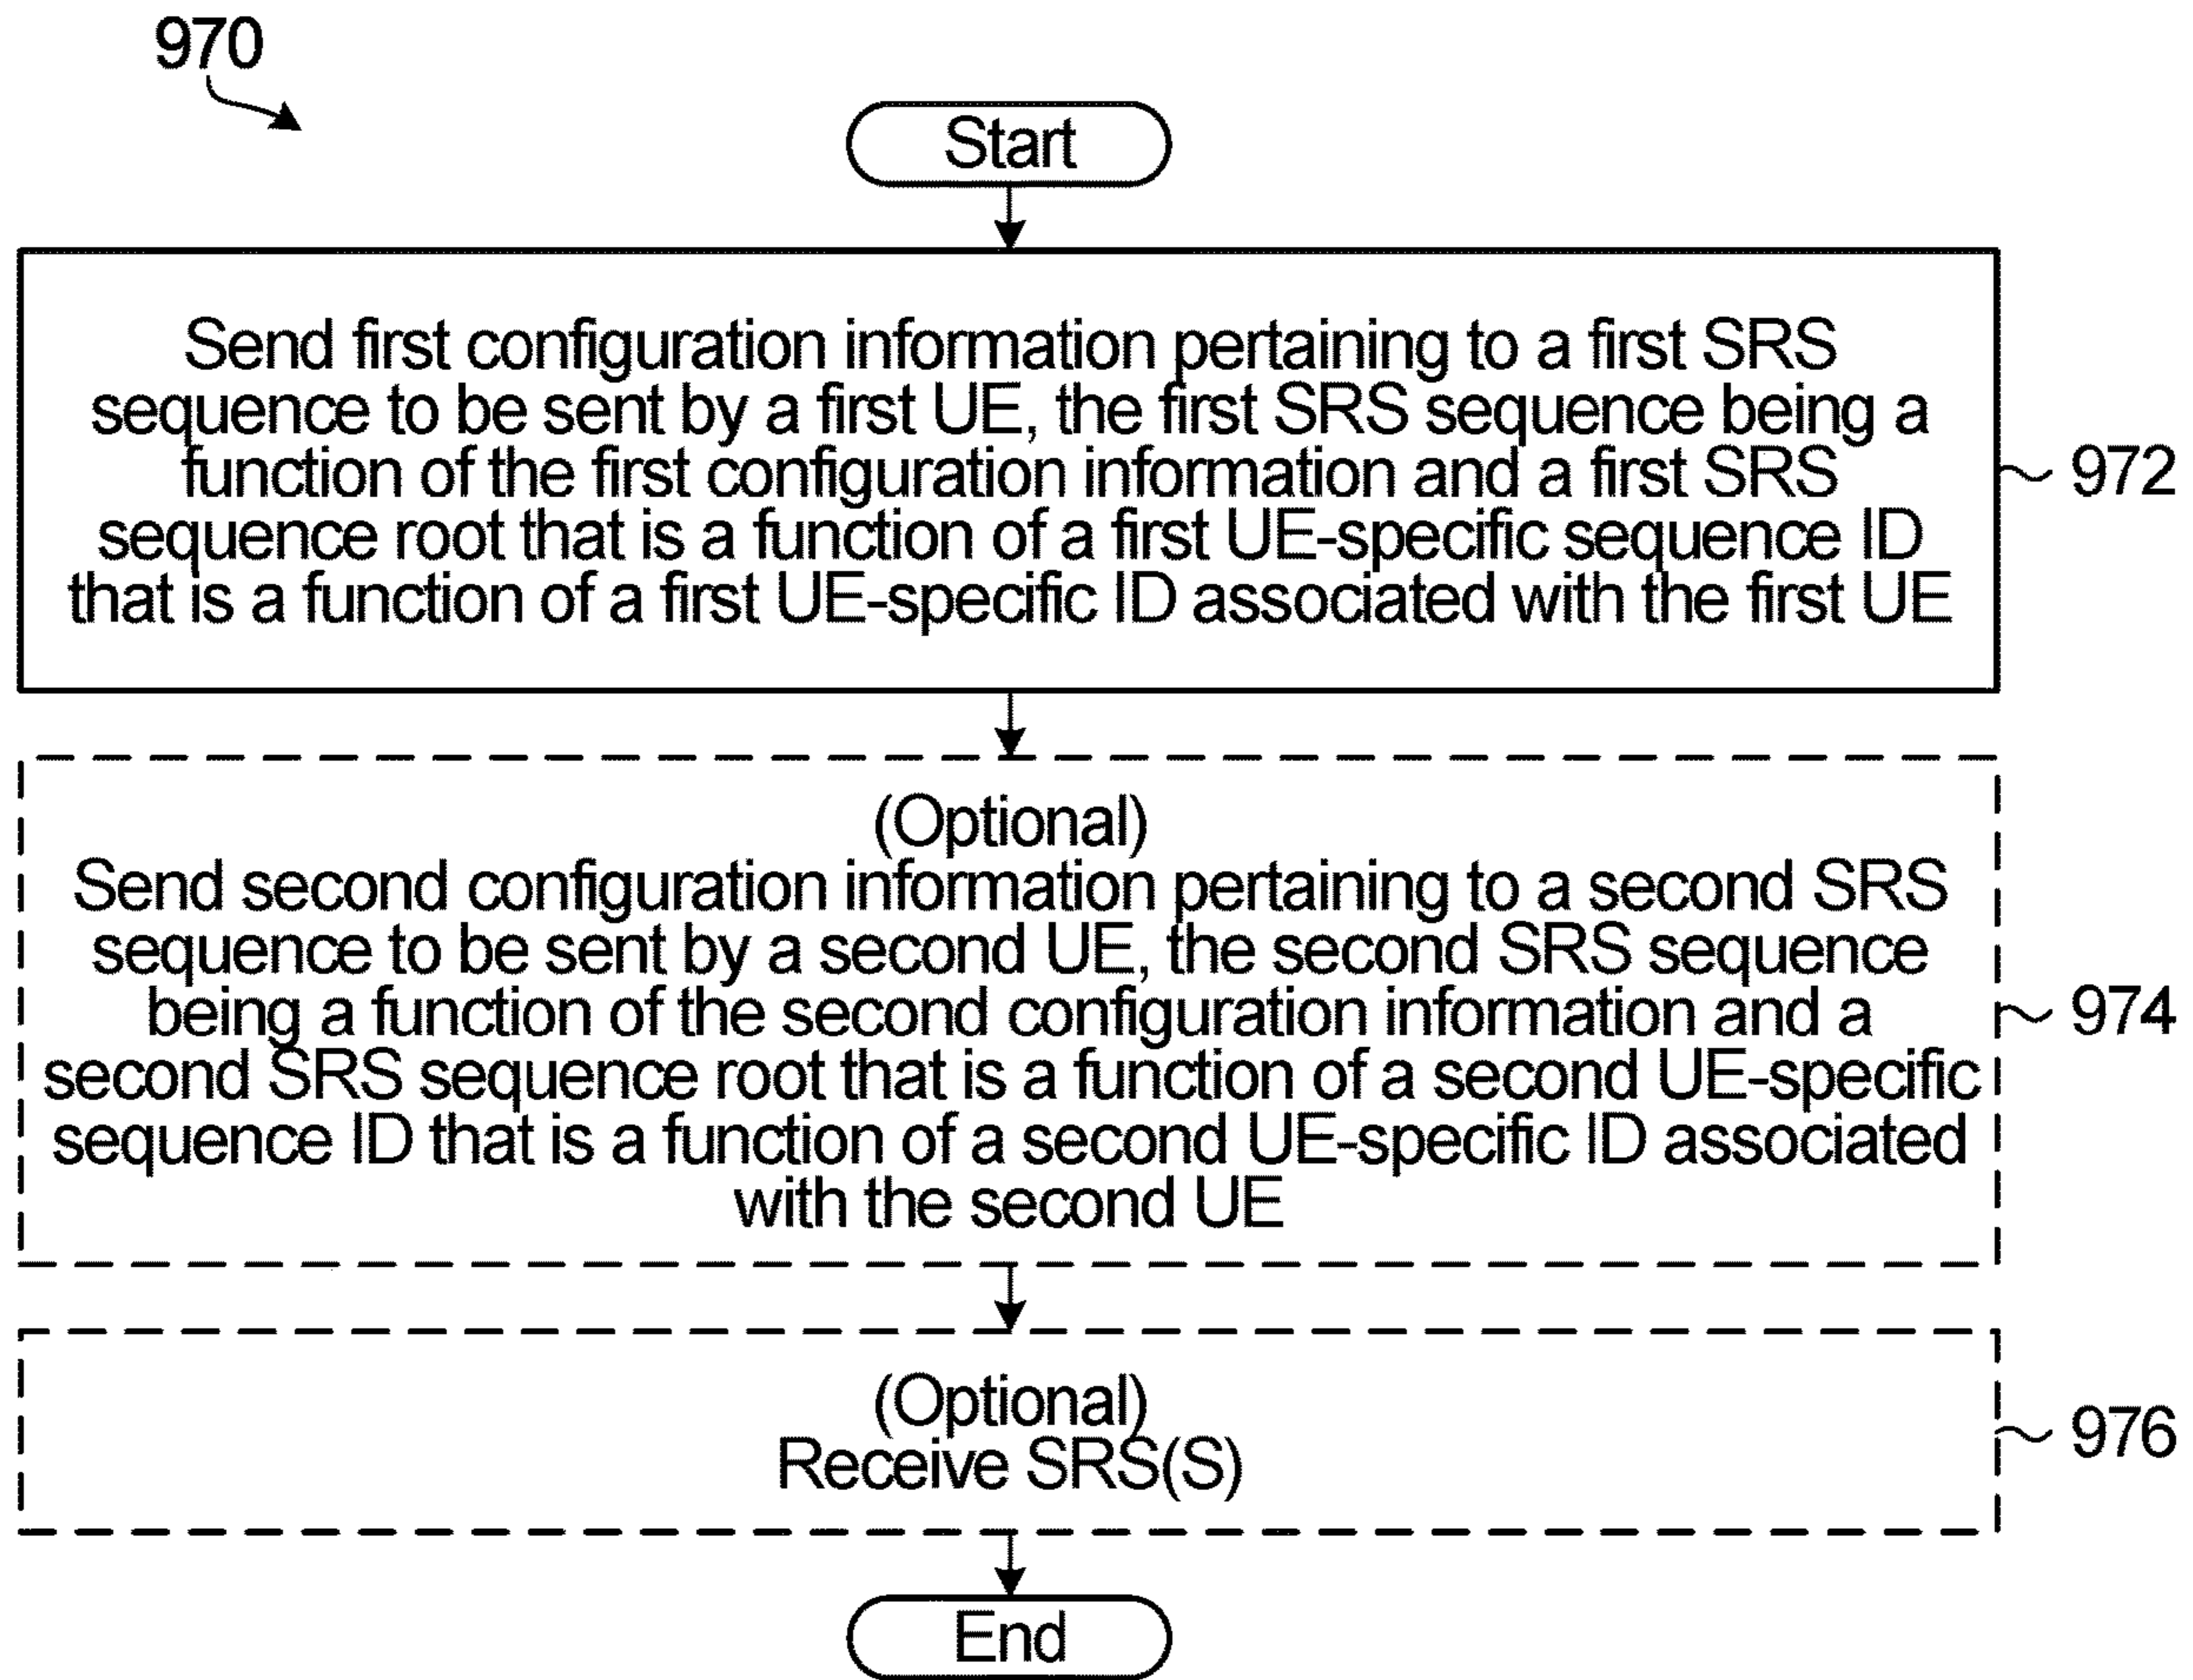 970
Start
Send first configuration information pertaining to a first SRS
sequence to be sent by a first UE, the first SRS sequence being a
function of the first configuration information and a first SRS
sequence root that is a function of a first UE-specific sequence ID
that is a function of a first UE-specific ID associated with the first UE
972
(Optional)
Send second configuration information pertaining to a second SRS
sequence to be sent by a second UE, the second SRS sequence
being a function of the second configuration information and a
second SRS sequence root that is a function of a second UE-specific
sequence ID that is a function of a second UE-specific ID associated
with the second UE
974
(Optional)
Receive SRS(S)
976
End